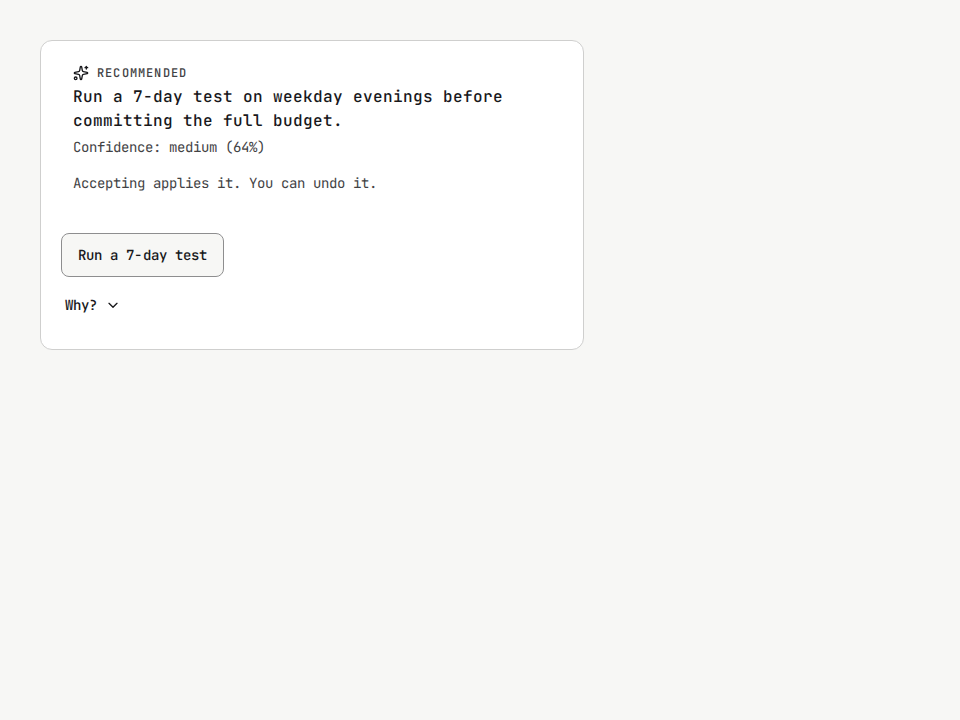 RECOMMENDED
Run a 7-day test on weekday evenings before
committing the full budget.
Confidence: medium (64%)
Accepting applies it. You can undo it.
Run a 7-day test
Why?